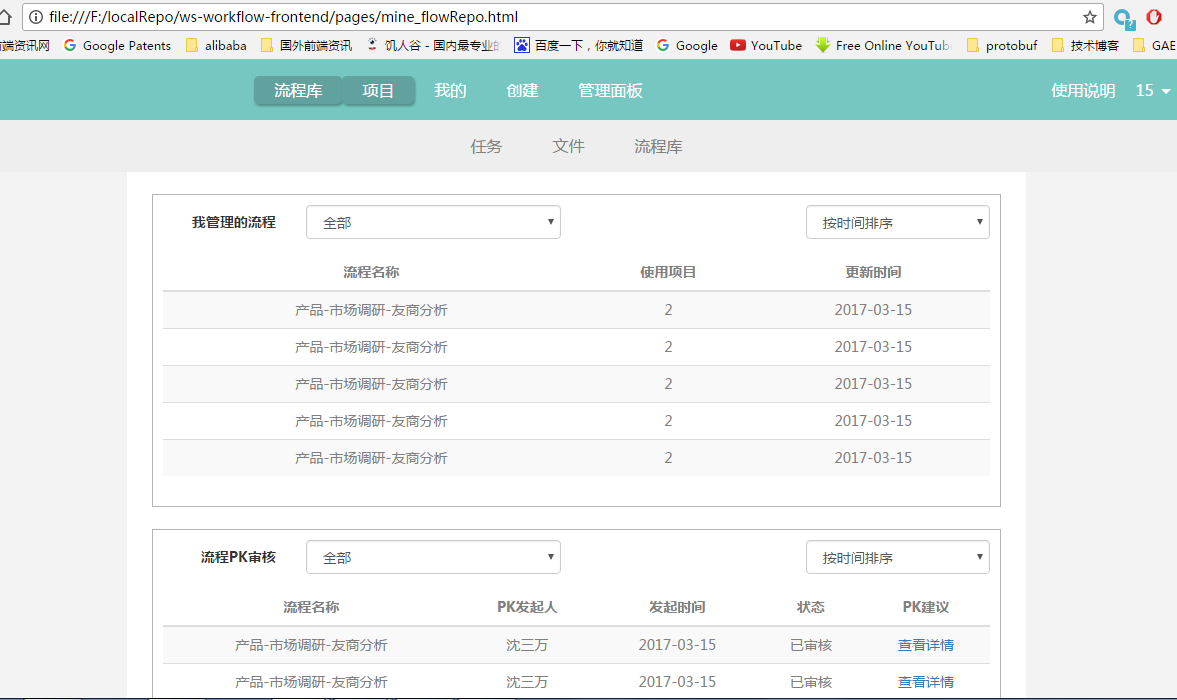 file:///F:/localRepo/ws-workflow-frontend/pages/mine_flowRepo.html
端资讯网 Google Patents alibaba 国外前端资讯 饥人谷 - 国内最专业的 百度一下，你就知道 Google YouTube Free Online YouTub protobuf 技术博客 GAE
流程库 项目 我的 创建 管理面板 使用说明 15
任务 文件 流程库
我管理的流程 全部 按时间排序
流程名称 使用项目 更新时间
产品-市场调研-友商分析 2 2017-03-15
产品-市场调研-友商分析 2 2017-03-15
产品-市场调研-友商分析 2 2017-03-15
产品-市场调研-友商分析 2 2017-03-15
产品-市场调研-友商分析 2 2017-03-15
流程PK审核 全部 按时间排序
流程名称 PK发起人 发起时间 状态 PK建议
产品-市场调研-友商分析 沈三万 2017-03-15 已审核 查看详情
产品-市场调研-友商分析 沈三万 2017-03-15 已审核 查看详情